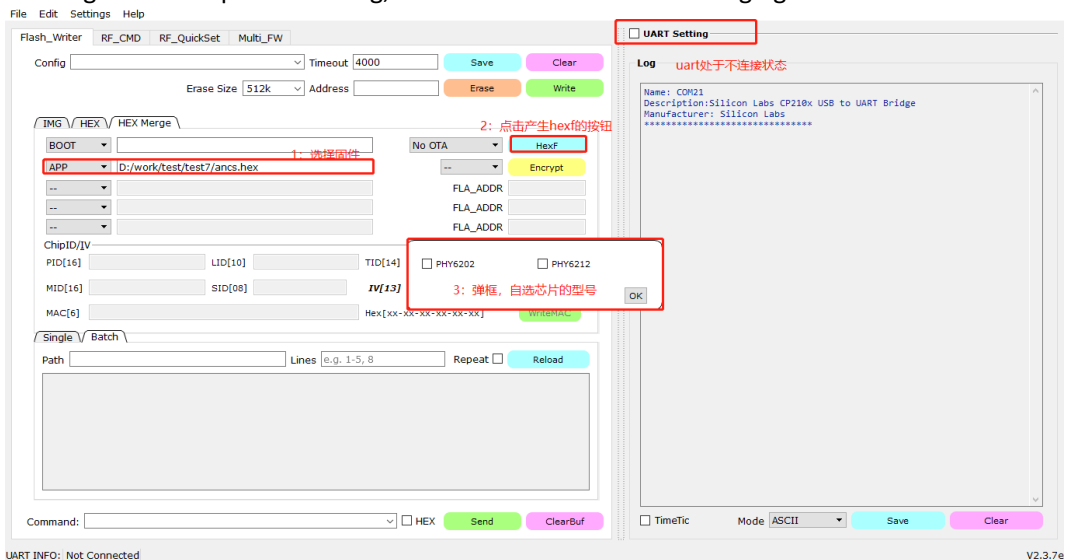 File Edit Settings Help
Flash_Writer RF_CMD RF_QuickSet Multi_FW
UART Setting
Config Timeout 4000 Save Clear
Log uart处于不连接状态
Erase Size 512k Address Erase Write
Name: COM21
Description:Silicon Labs CP210x USB to UART Bridge
Manufacturer: Silicon Labs
*******************************
IMG HEX HEX Merge
2：点击产生hexf的按钮
BOOT No OTA HexF
1：选择固件
APP D:/work/test/test7/ancs.hex -- Encrypt
-- FLA_ADDR
-- FLA_ADDR
-- FLA_ADDR
ChipID/IV
PID[16] LID[10] TID[14] PHY6202 PHY6212
MID[16] SID[08] IV[13] 3：弹框，自选芯片的型号 OK
MAC[6] Hex[xx-xx-xx-xx-xx-xx] WriteMAC
Single Batch
Path Lines e.g. 1-5, 8 Repeat Reload
Command: HEX Send ClearBuf
TimeTic Mode ASCII Save Clear
UART INFO: Not Connected V2.3.7e